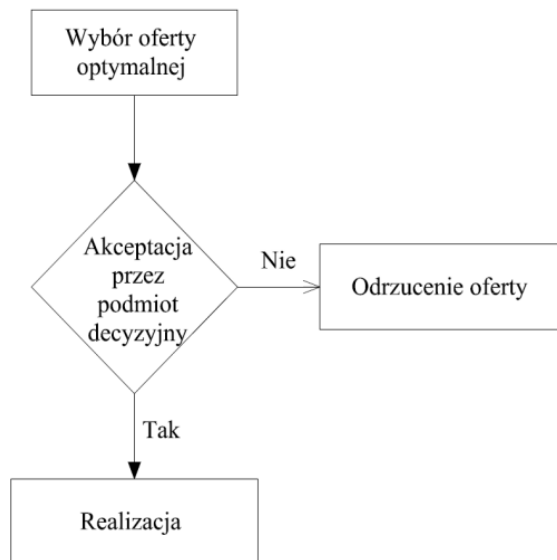 Wybór oferty
optymalnej
Akceptacja
przez
podmiot
decyzyjny
Nie
Odrzucenie oferty
Tak
Realizacja